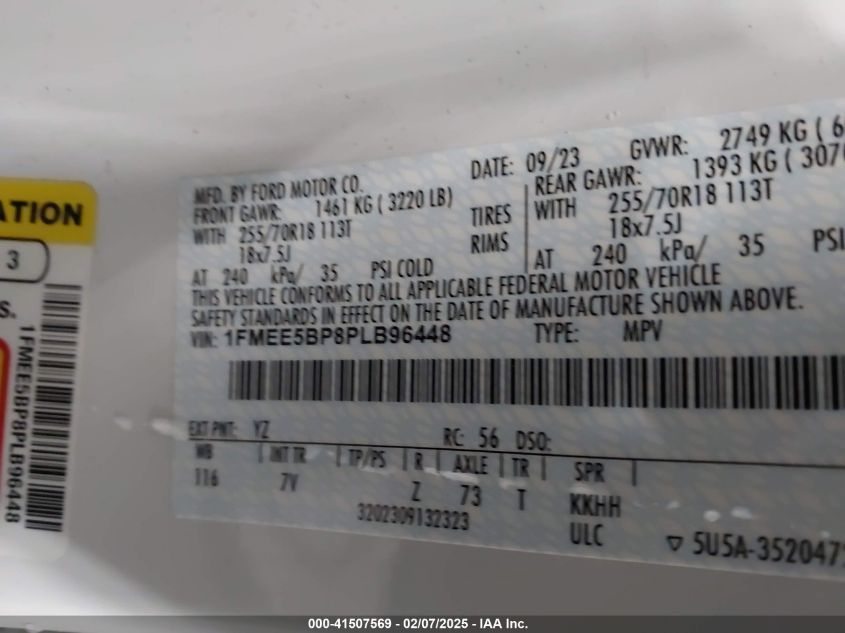 ATION
3
S.
1FMEE5BP8PLB96448
MFD. BY FORD MOTOR CO. DATE: 09/23 GVWR: 2749 KG ( 6
FRONT GAWR: 1461 KG ( 3220 LB) REAR GAWR: 1393 KG ( 3070
WITH 255/70R18 113T TIRES WITH 255/70R18 113T
18x7.5J RIMS 18x7.5J
AT 240 kPa/ 35 PSI COLD AT 240 kPa/ 35 PSI
THIS VEHICLE CONFORMS TO ALL APPLICABLE FEDERAL MOTOR VEHICLE
SAFETY STANDARDS IN EFFECT ON THE DATE OF MANUFACTURE SHOWN ABOVE.
VIN: 1FMEE5BP8PLB96448 TYPE: MPV
EXT PNT: YZ RC: 56 DSO:
WB INT TR TP/PS R AXLE TR SPR
116 7V Z 73 T KKHH
3202309132323 ULC
▽ 5U5A-3520472
000-41507569 - 02/07/2025 - IAA Inc.